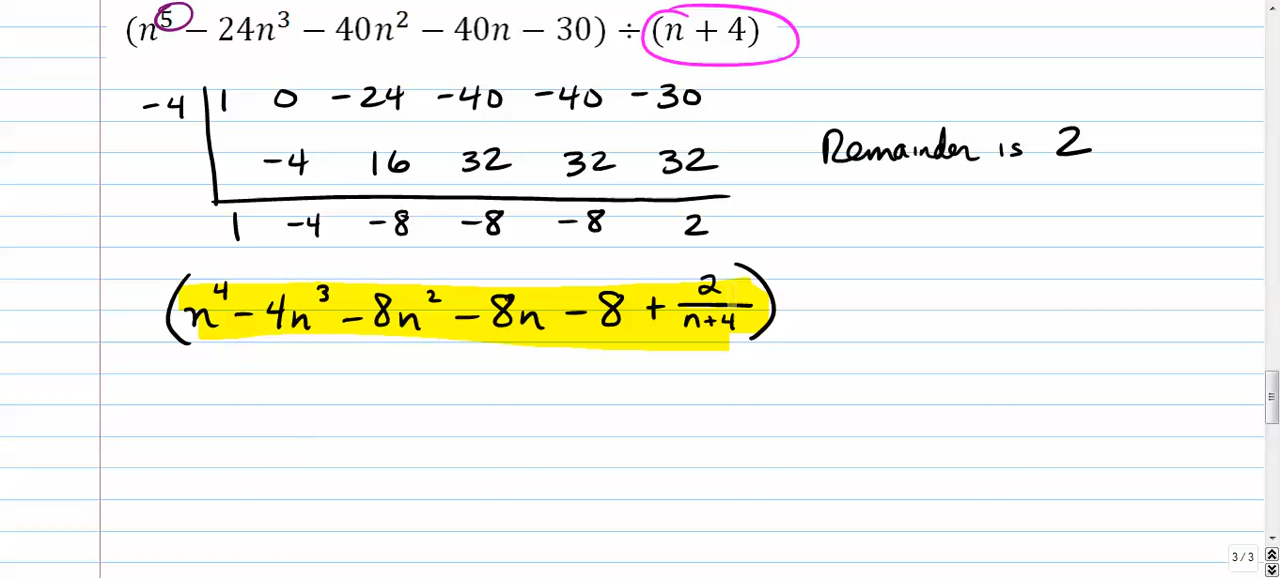 (n⁵ − 24n³ − 40n² − 40n − 30) ÷ (n + 4)
-4 | 1 0 -24 -40 -40 -30
-4 16 32 32 32
Remainder is 2
1 -4 -8 -8 -8 2
(n⁴ - 4n³ - 8n² - 8n - 8 + 2/(n+4))
3 / 3